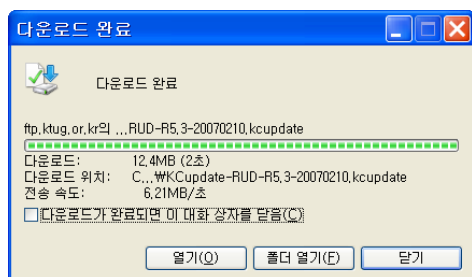 다운로드 완료
다운로드 완료
ftp,ktug,or,kr의 ...RUD-R5,3-20070210,kcupdate
다운로드: 12,4MB (2초)
다운로드 위치: C...₩KCupdate-RUD-R5,3-20070210,kcupdate
전송 속도: 6,21MB/초
다운로드가 완료되면 이 대화 상자를 닫음(C)
열기(O) 폴더 열기(F) 닫기